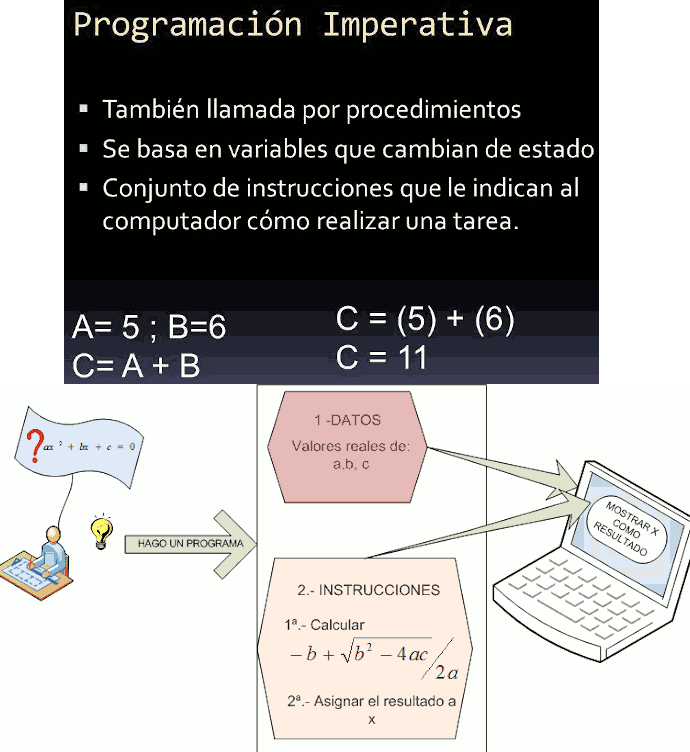 Programación Imperativa
▪ También llamada por procedimientos
▪ Se basa en variables que cambian de estado
▪ Conjunto de instrucciones que le indican al
computador cómo realizar una tarea.
A= 5 ; B=6
C= A + B
C = (5) + (6)
C = 11
?ax ² + bx + c = 0
HAGO UN PROGRAMA
1 -DATOS
Valores reales de:
a,b, c
2.- INSTRUCCIONES
1ª.- Calcular
−b + √b² − 4ac / 2a
2ª.- Asignar el resultado a
x
MOSTRAR X
COMO
RESULTADO